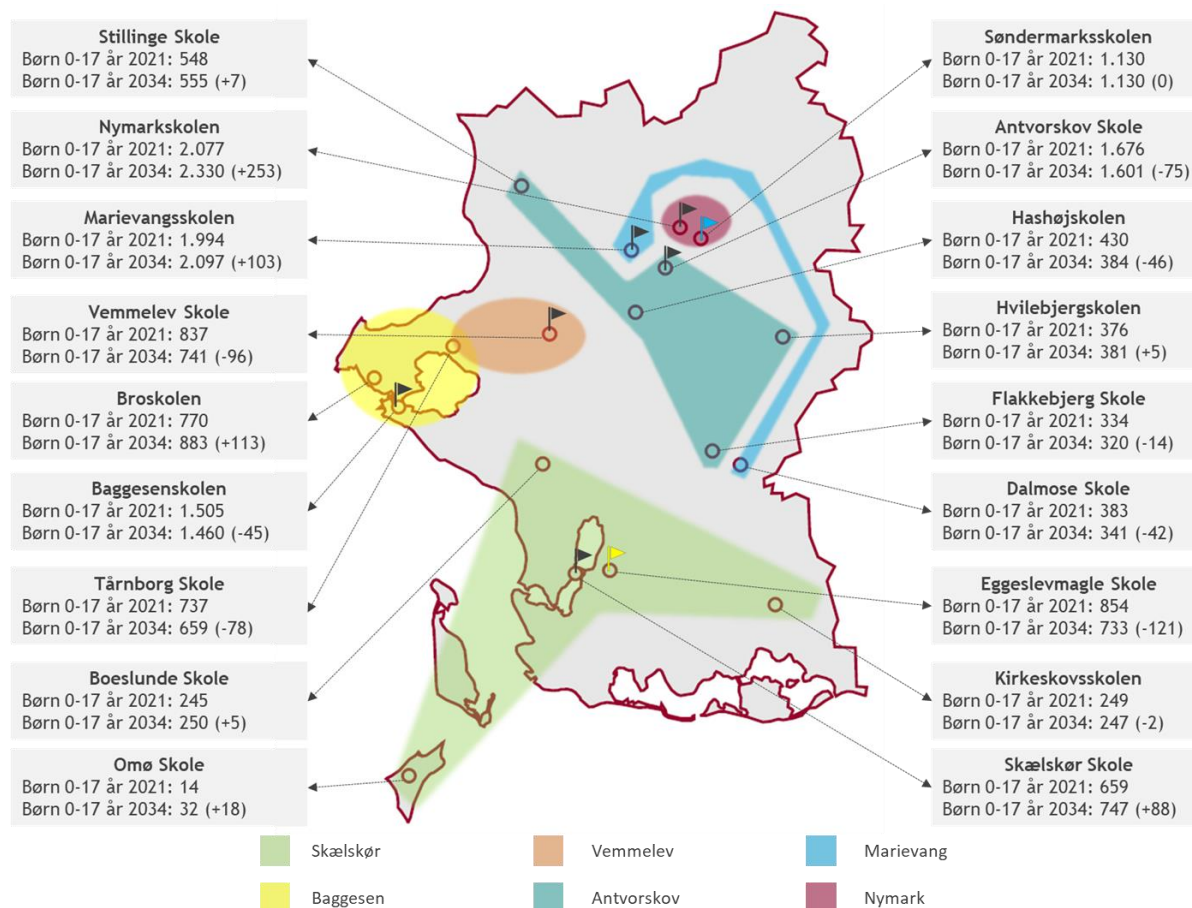 Stillinge Skole
Børn 0-17 år 2021: 548
Børn 0-17 år 2034: 555 (+7)
Nymarkskolen
Børn 0-17 år 2021: 2.077
Børn 0-17 år 2034: 2.330 (+253)
Marievangsskolen
Børn 0-17 år 2021: 1.994
Børn 0-17 år 2034: 2.097 (+103)
Vemmelev Skole
Børn 0-17 år 2021: 837
Børn 0-17 år 2034: 741 (-96)
Broskolen
Børn 0-17 år 2021: 770
Børn 0-17 år 2034: 883 (+113)
Baggesenskolen
Børn 0-17 år 2021: 1.505
Børn 0-17 år 2034: 1.460 (-45)
Tårnborg Skole
Børn 0-17 år 2021: 737
Børn 0-17 år 2034: 659 (-78)
Boeslunde Skole
Børn 0-17 år 2021: 245
Børn 0-17 år 2034: 250 (+5)
Omø Skole
Børn 0-17 år 2021: 14
Børn 0-17 år 2034: 32 (+18)
Søndermarksskolen
Børn 0-17 år 2021: 1.130
Børn 0-17 år 2034: 1.130 (0)
Antvorskov Skole
Børn 0-17 år 2021: 1.676
Børn 0-17 år 2034: 1.601 (-75)
Hashøjskolen
Børn 0-17 år 2021: 430
Børn 0-17 år 2034: 384 (-46)
Hvilebjergskolen
Børn 0-17 år 2021: 376
Børn 0-17 år 2034: 381 (+5)
Flakkebjerg Skole
Børn 0-17 år 2021: 334
Børn 0-17 år 2034: 320 (-14)
Dalmose Skole
Børn 0-17 år 2021: 383
Børn 0-17 år 2034: 341 (-42)
Eggeslevmagle Skole
Børn 0-17 år 2021: 854
Børn 0-17 år 2034: 733 (-121)
Kirkeskovsskolen
Børn 0-17 år 2021: 249
Børn 0-17 år 2034: 247 (-2)
Skælskør Skole
Børn 0-17 år 2021: 659
Børn 0-17 år 2034: 747 (+88)
Skælskør
Vemmelev
Marievang
Baggesen
Antvorskov
Nymark